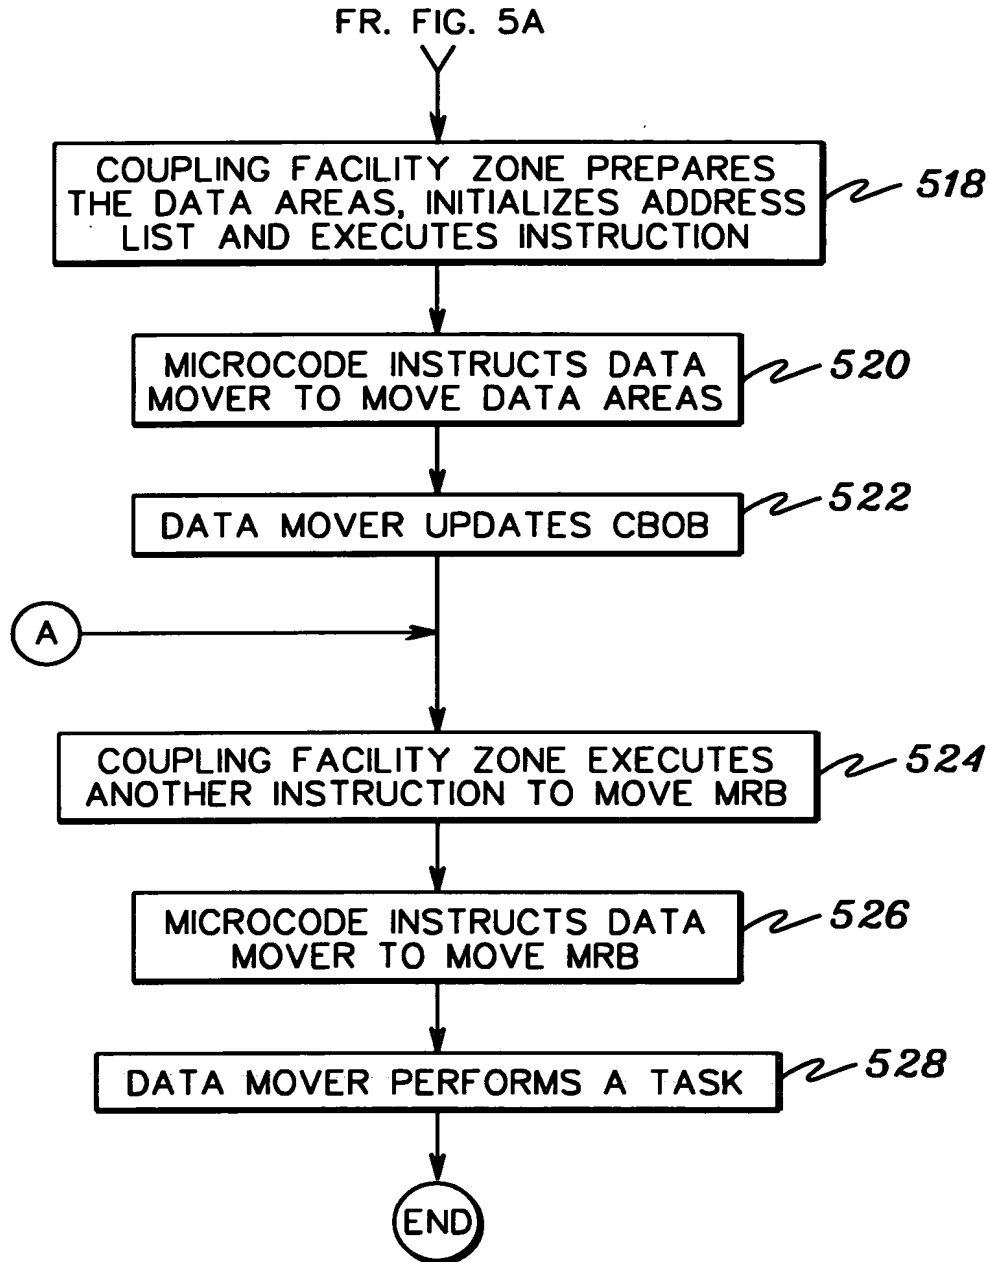 FR. FIG. 5A
COUPLING FACILITY ZONE PREPARES
THE DATA AREAS, INITIALIZES ADDRESS
LIST AND EXECUTES INSTRUCTION
518
MICROCODE INSTRUCTS DATA
MOVER TO MOVE DATA AREAS
520
DATA MOVER UPDATES CBOB
522
A
COUPLING FACILITY ZONE EXECUTES
ANOTHER INSTRUCTION TO MOVE MRB
524
MICROCODE INSTRUCTS DATA
MOVER TO MOVE MRB
526
DATA MOVER PERFORMS A TASK
528
END